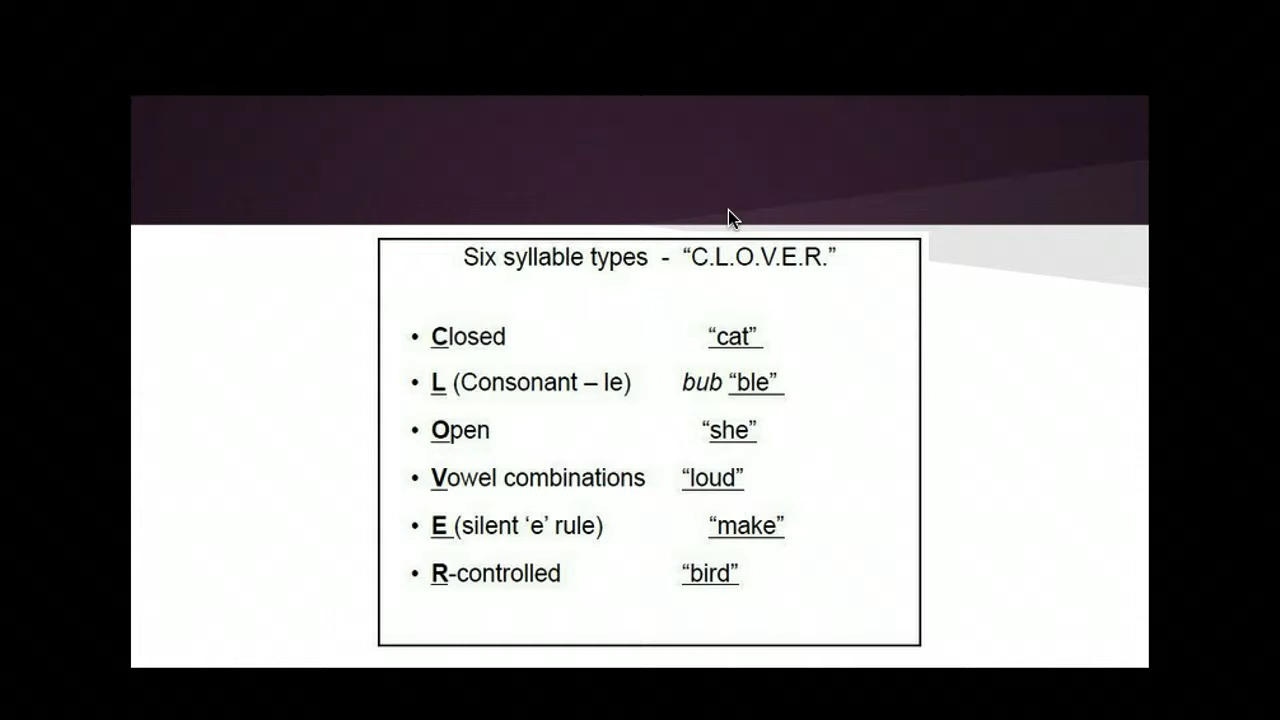 Six syllable types - “C.L.O.V.E.R.”
• Closed “cat”
• L (Consonant – le) bub “ble”
• Open “she”
• Vowel combinations “loud”
• E (silent ‘e’ rule) “make”
• R-controlled “bird”